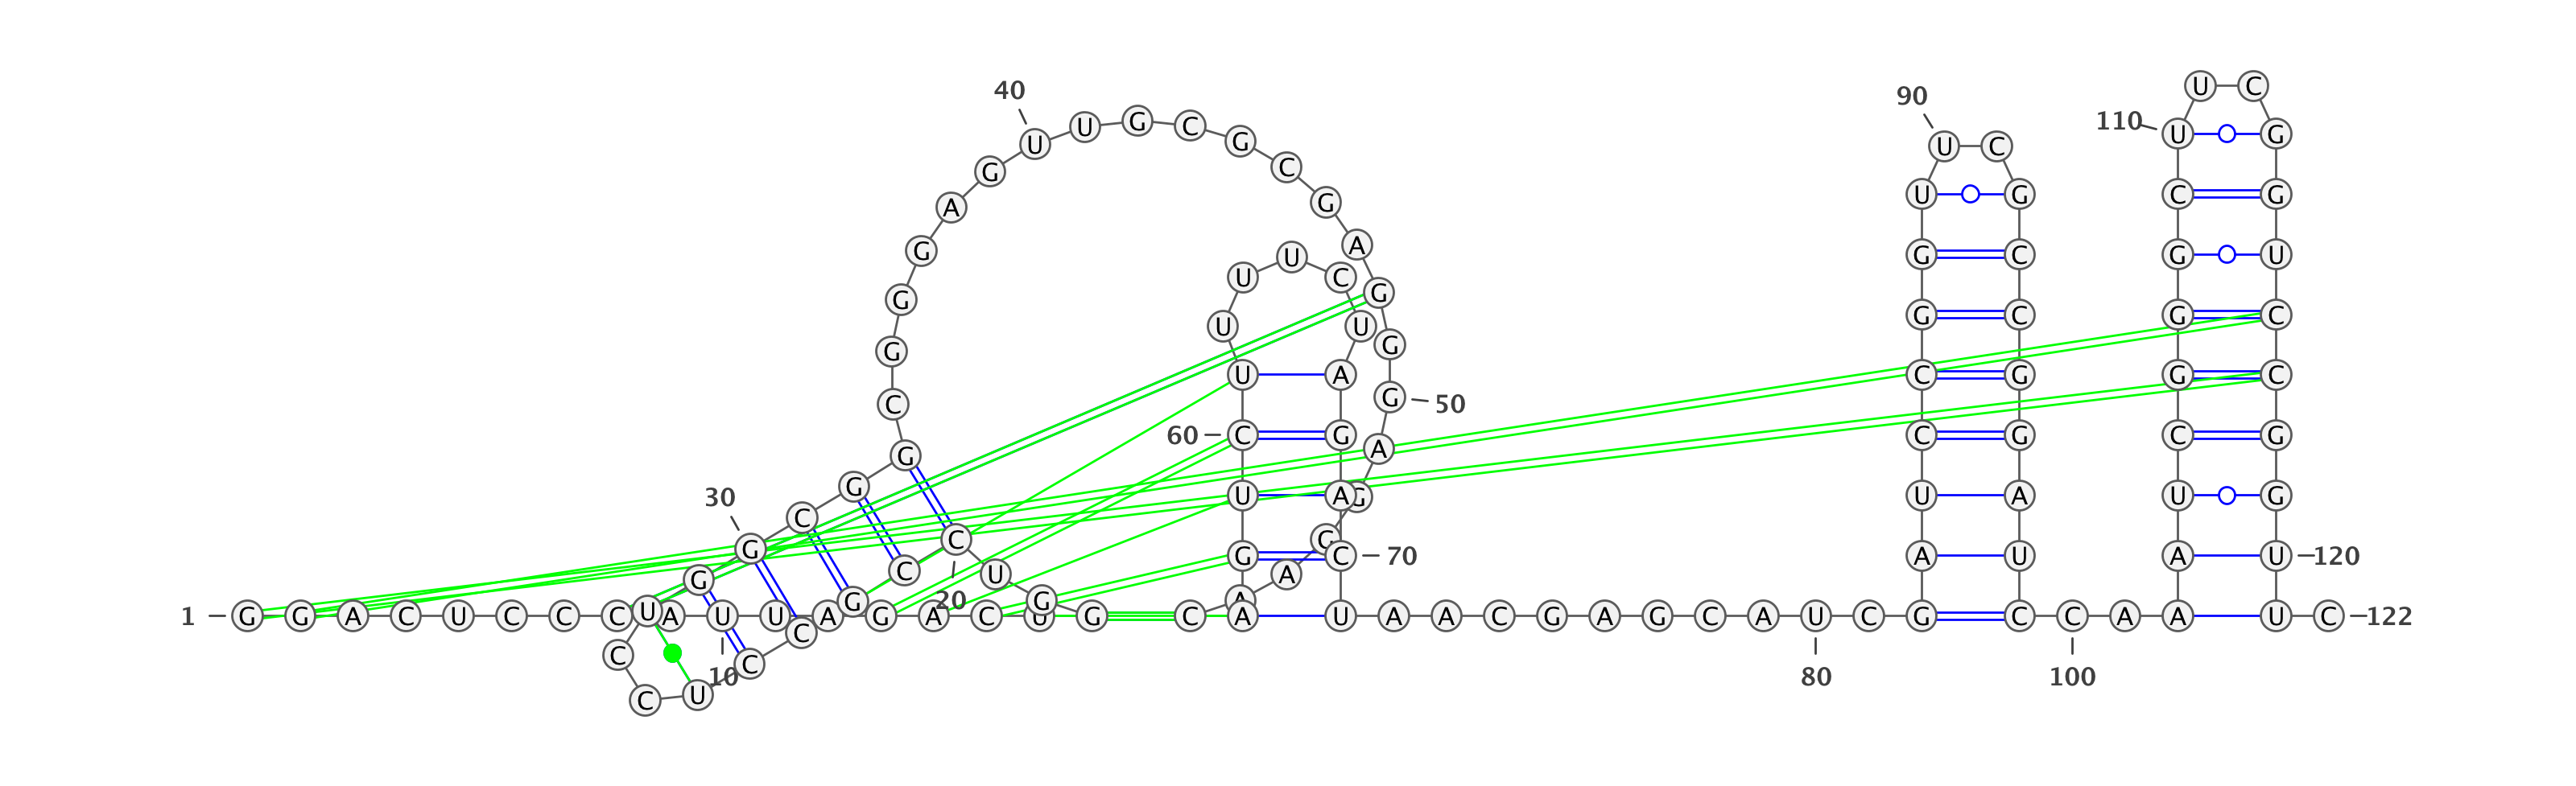 U C
40 90
U G C 110 U G
U G U C
G C
U G C G
A G
G A G C G U
U U C
G G
G G C G C
U U
G G
U A C G G C
C G 50
60 C G C G C G
G A
30 G U A G U A U G
C
G C C
C G C 70 A U A U 120
U A
G
G 20 G A
1 G G A C U C C C U A U U A G A C U G C A U A A C G A G C A U C G C C A A U C 122
C
C C
10 80 100
C U